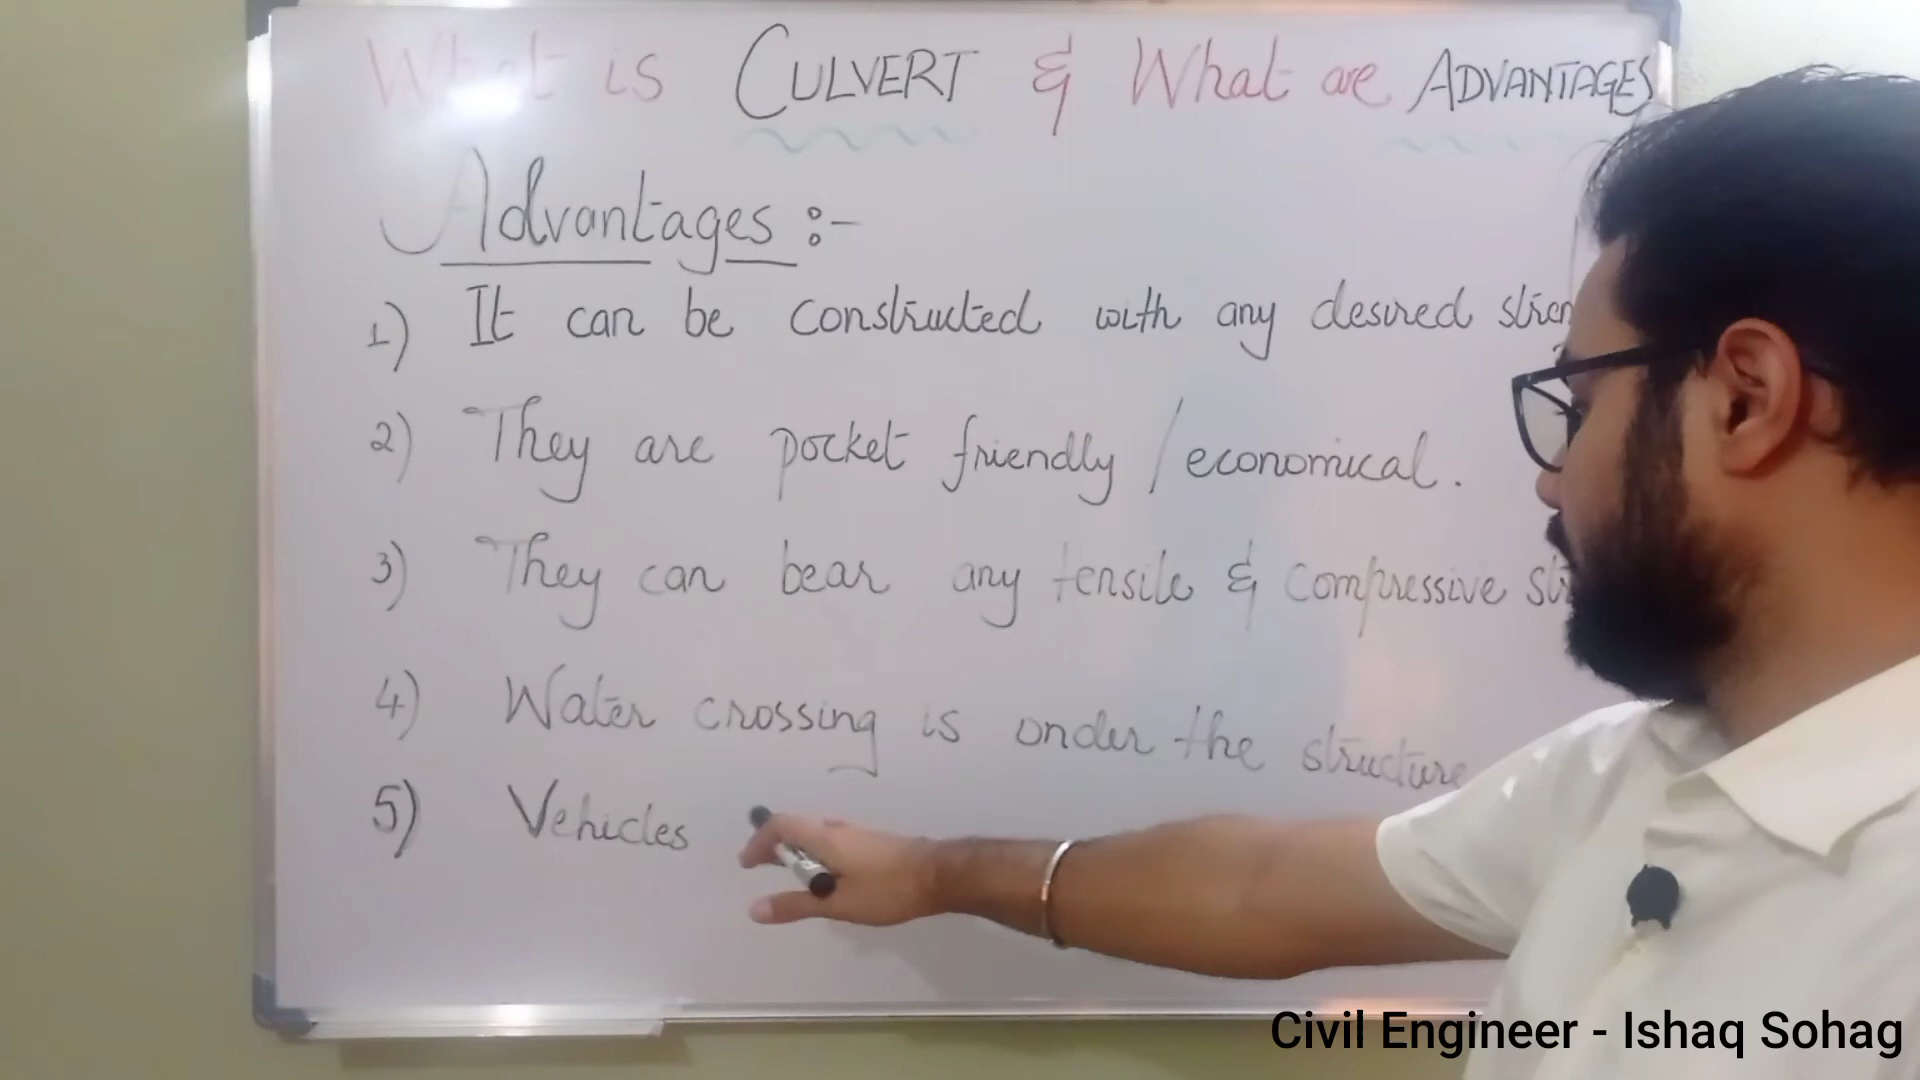 What is CULVERT & What are ADVANTAGES
Advantages :-
1) It can be constructed with any desired
2) They are pocket friendly / economical.
3) They can bear any tensile & compressive
4) Water crossing is under the structure
5) Vehicles
Civil Engineer - Ishaq Sohag